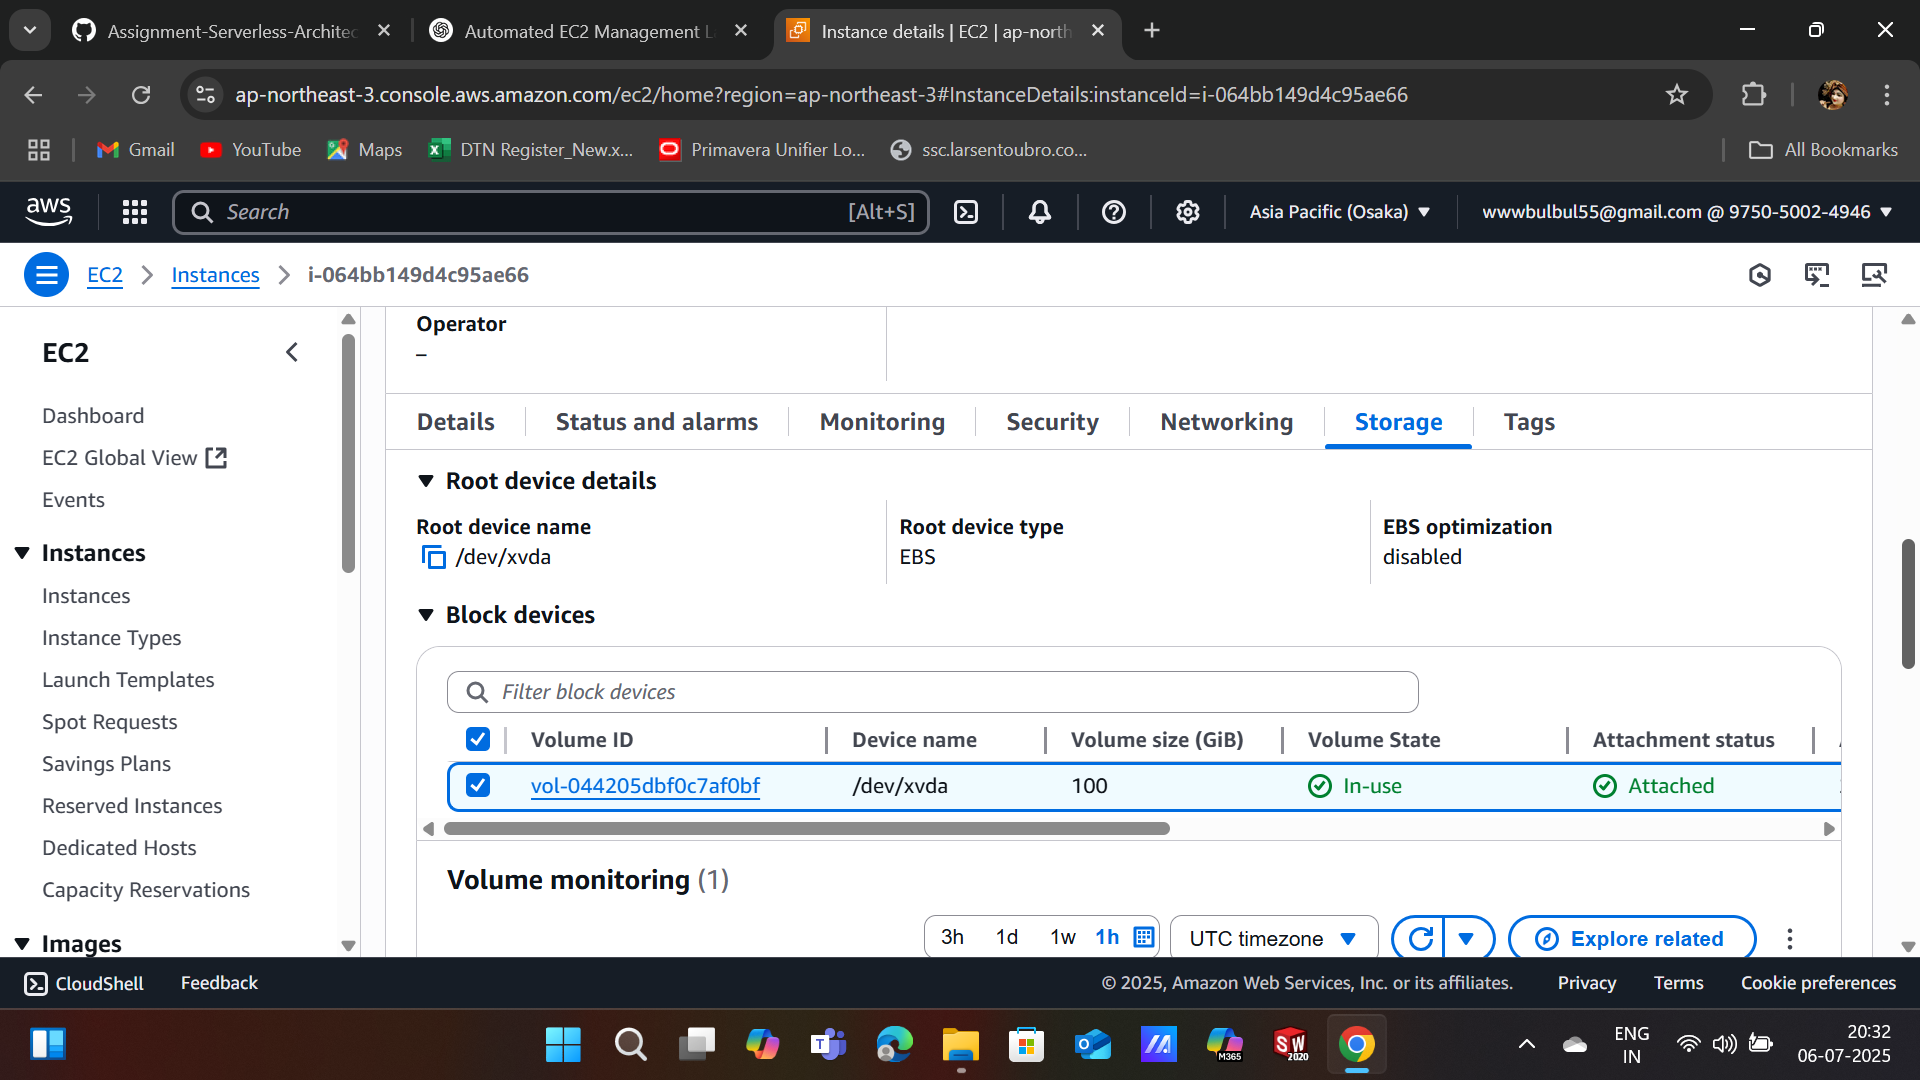 Assignment-Serverless-Architec
Automated EC2 Management L
Instance details | EC2 | ap-north
ap-northeast-3.console.aws.amazon.com/ec2/home?region=ap-northeast-3#InstanceDetails:instanceId=i-064bb149d4c95ae66
Gmail
YouTube
Maps
DTN Register_New.x...
Primavera Unifier Lo...
ssc.larsentoubro.co...
All Bookmarks
aws
Search
[Alt+S]
Asia Pacific (Osaka)
wwwbulbul55@gmail.com @ 9750-5002-4946
EC2
Instances
i-064bb149d4c95ae66
EC2
Dashboard
EC2 Global View
Events
Instances
Instances
Instance Types
Launch Templates
Spot Requests
Savings Plans
Reserved Instances
Dedicated Hosts
Capacity Reservations
Images
Operator
–
Details
Status and alarms
Monitoring
Security
Networking
Storage
Tags
Root device details
Root device name
/dev/xvda
Root device type
EBS
EBS optimization
disabled
Block devices
Filter block devices
Volume ID
Device name
Volume size (GiB)
Volume State
Attachment status
vol-044205dbf0c7af0bf
/dev/xvda
100
In-use
Attached
Volume monitoring (1)
3h
1d
1w
1h
UTC timezone
Explore related
CloudShell
Feedback
© 2025, Amazon Web Services, Inc. or its affiliates.
Privacy
Terms
Cookie preferences
M365
SW
2020
ENG
IN
20:32
06-07-2025